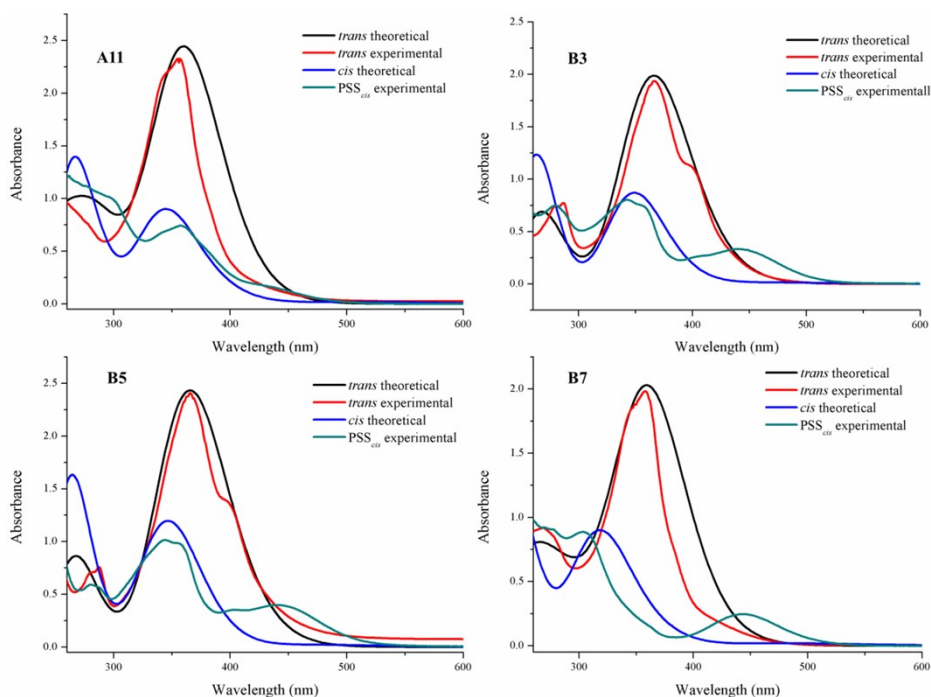 A11
trans theoretical
trans experimental
cis theoretical
PSScis experimental
2.5
2.0
1.5
1.0
0.5
0.0
Absorbance
300 400 500 600
Wavelength (nm)
B3
trans theoretical
trans experimental
cis theoretical
PSScis experimentall
2.5
2.0
1.5
1.0
0.5
0.0
Absorbance
300 400 500 600
Wavelength (nm)
B5
trans theoretical
trans experimental
cis theoretical
PSScis experimental
2.5
2.0
1.5
1.0
0.5
0.0
Absorbance
300 400 500 600
Wavelength (nm)
B7
trans theoretical
trans experimental
cis theoretical
PSScis experimental
2.0
1.5
1.0
0.5
0.0
Absorbance
300 400 500 600
Wavelength (nm)